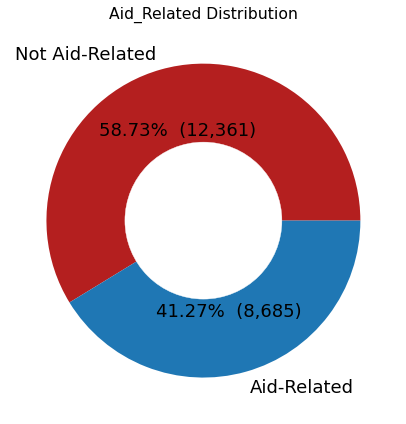 Aid_Related Distribution
Not Aid-Related
58.73%  (12,361)
41.27%  (8,685)
Aid-Related